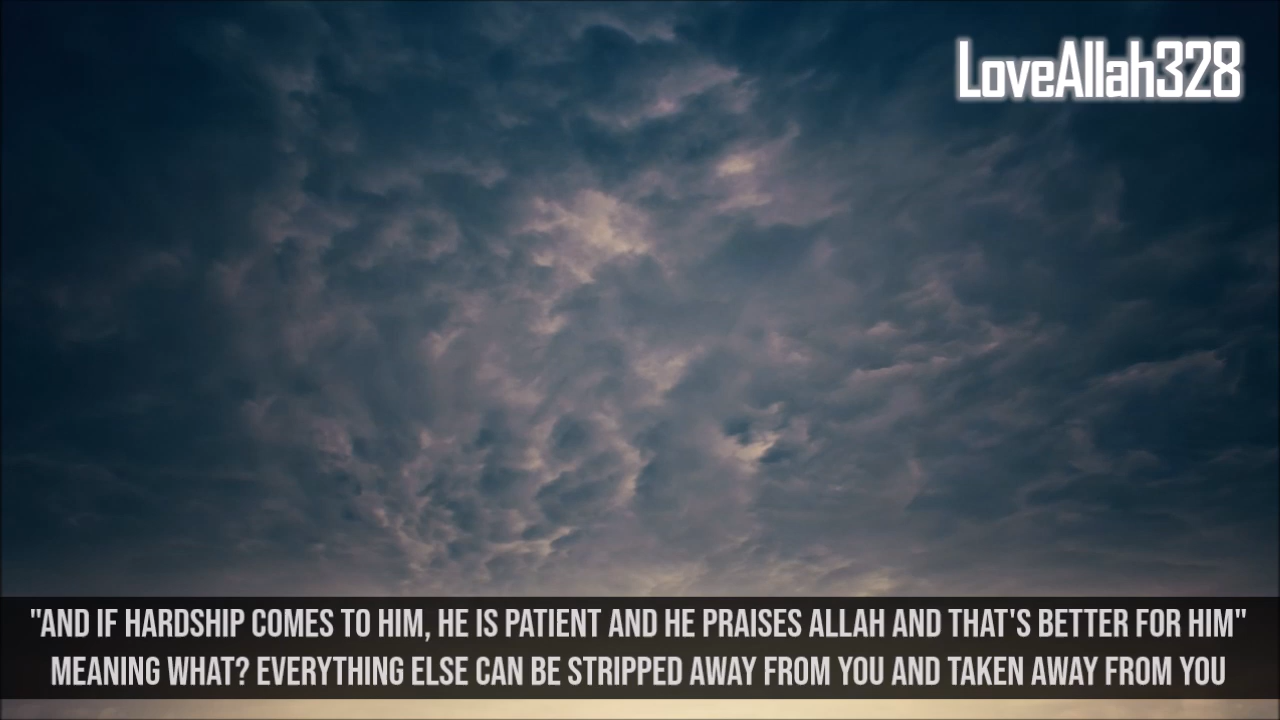 LoveAllah328
"AND IF HARDSHIP COMES TO HIM, HE IS PATIENT AND HE PRAISES ALLAH AND THAT'S BETTER FOR HIM"
MEANING WHAT? EVERYTHING ELSE CAN BE STRIPPED AWAY FROM YOU AND TAKEN AWAY FROM YOU